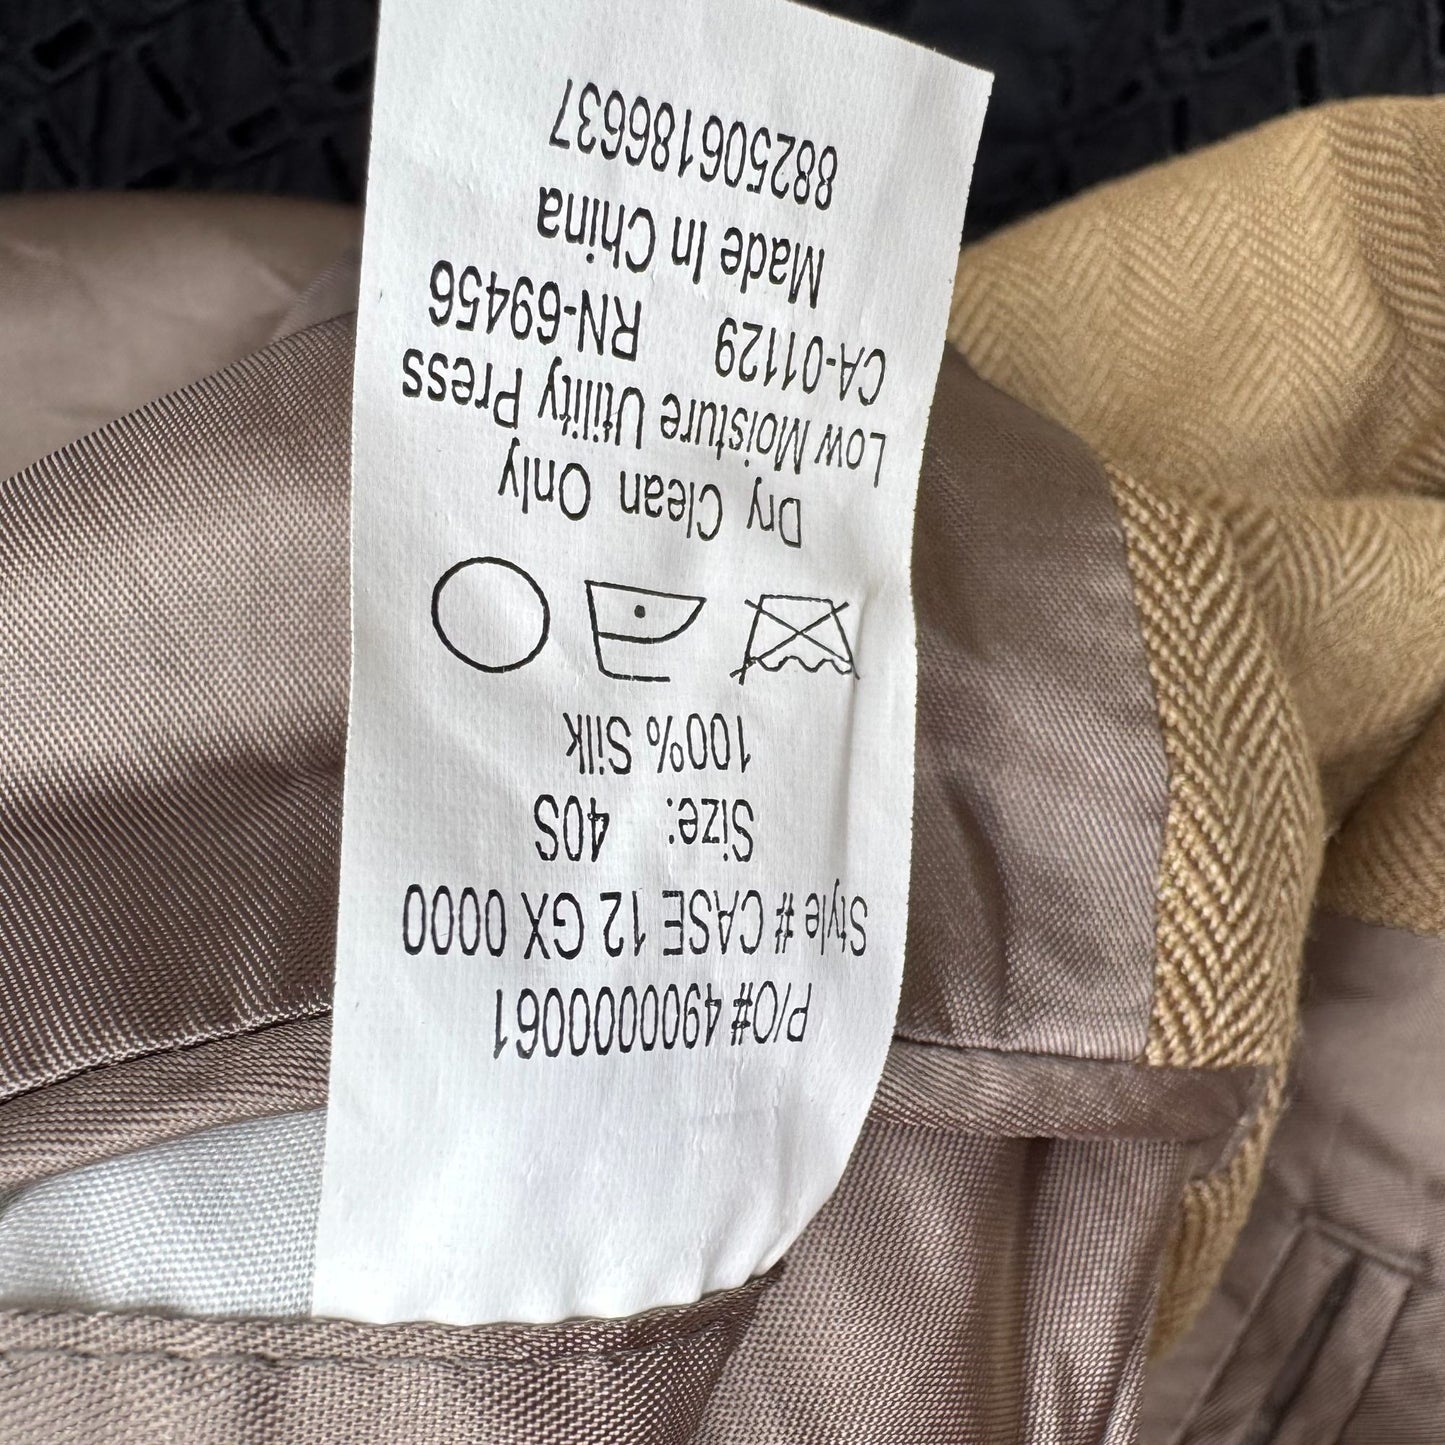 P/O# 490000061
Style # CASE 12 GX 0000
Size: 40S
100% Silk
Dry Clean Only
Low Moisture Utility Press
CA-01129 RN-69456
Made In China
882506186637